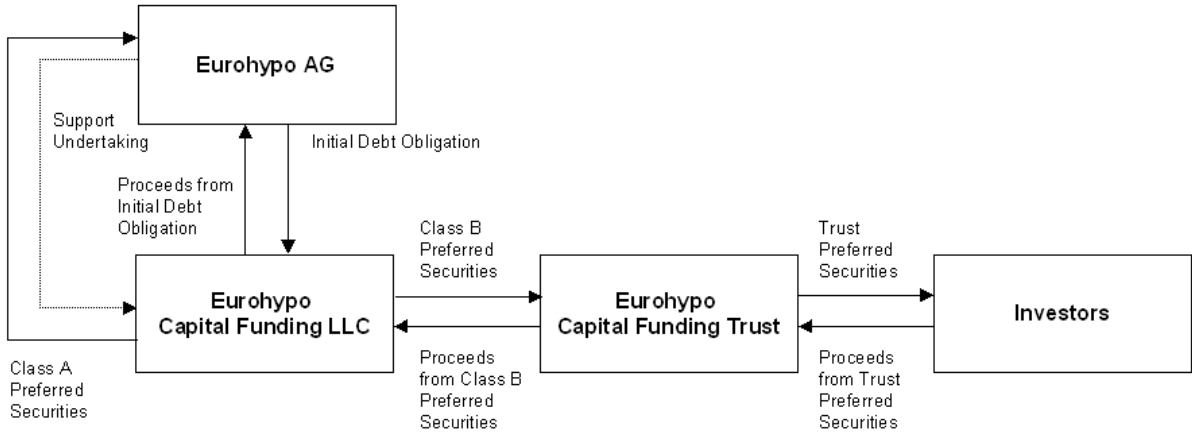 Eurohypo AG
Support
Undertaking
Initial Debt Obligation
Proceeds from
Initial Debt
Obligation
Class B
Preferred
Securities
Trust
Preferred
Securities
Eurohypo
Capital Funding LLC
Eurohypo
Capital Funding Trust
Investors
Class A
Preferred
Securities
Proceeds
from Class B
Preferred
Securities
Proceeds
from Trust
Preferred
Securities